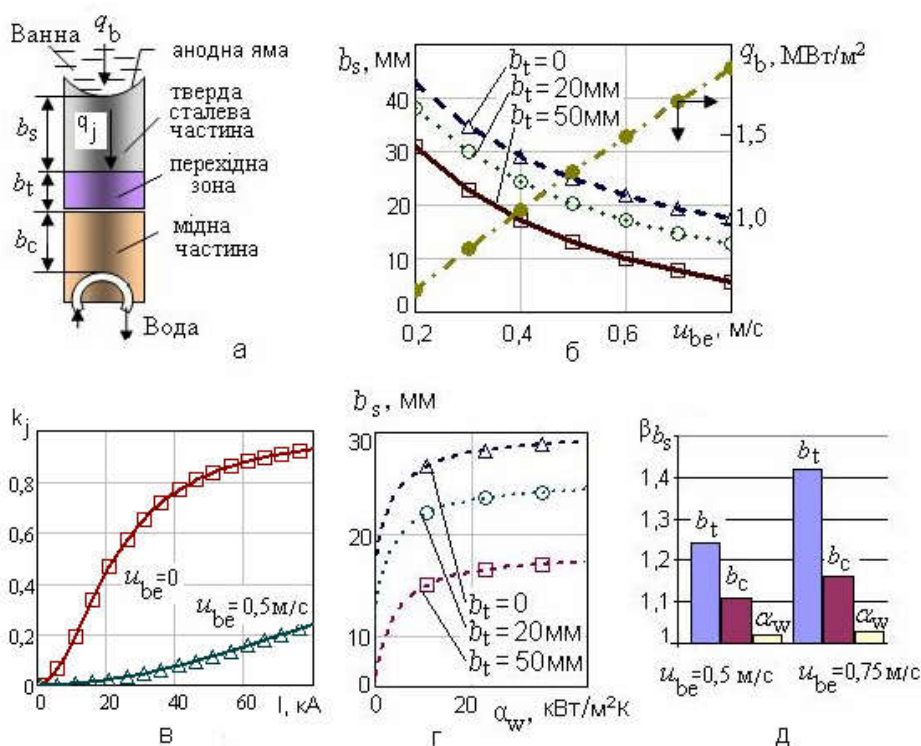 Ванна
q_b
анодна яма
тверда
сталева
частина
b_s
q_j
перехідна
зона
b_t
b_c
мідна
частина
Вода
а
b_s, мм
q_b, МВт/м²
b_t=0
b_t=20мм
b_t=50мм
40
30
20
10
0
1,5
1,0
0,2 0,4 0,6 u_be, м/с
б
k_j
0,8
0,6
0,4
0,2
0
u_be=0
u_be=0,5м/с
0 20 40 60 I, кА
в
b_s, мм
30
20
10
0
b_t=0
b_t=20мм
b_t=50мм
0 20 α_w, кВт/м²К
г
β_b_s
1,4
1,3
1,2
1,1
1
b_t
b_c
α_w
b_t
b_c
α_w
u_be=0,5 м/с
u_be=0,75м/с
д